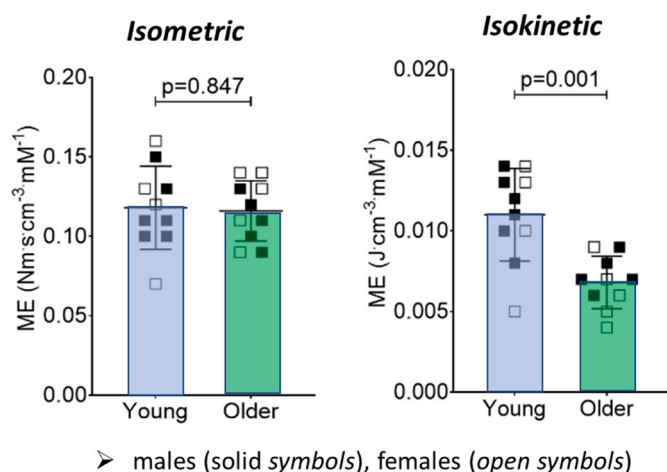 Isometric
p=0.847
0.20
0.15
0.10
0.05
0.00
ME (Nm·s·cm⁻³·mM⁻¹)
Young Older
Isokinetic
p=0.001
0.020
0.015
0.010
0.005
0.000
ME (J·cm⁻³·mM⁻¹)
Young Older
➢ males (solid symbols), females (open symbols)